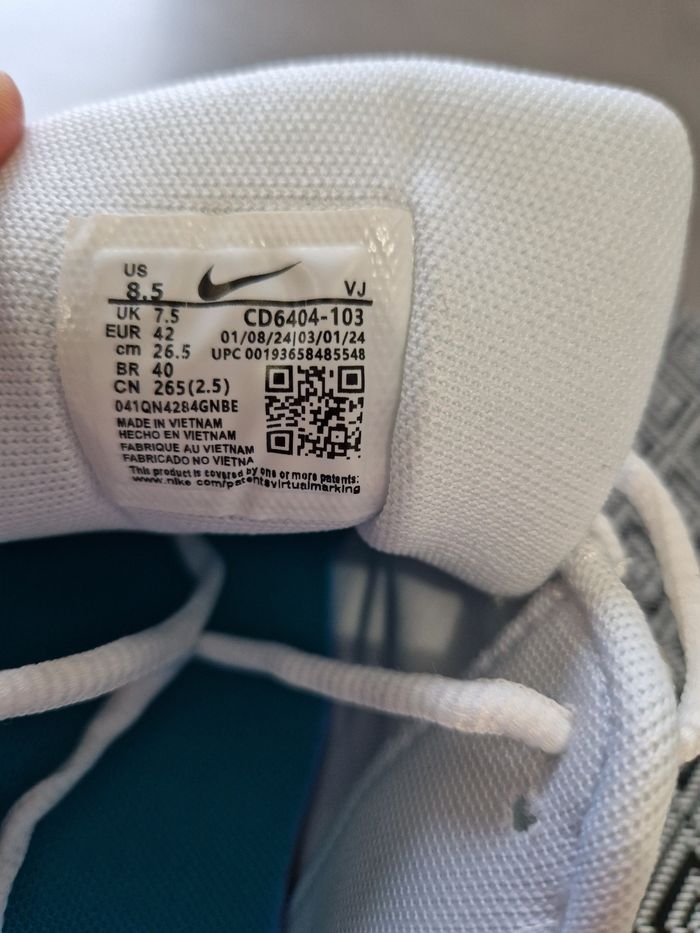 US
8.5 VJ
UK 7.5 CD6404-103
EUR 42 01/08/24|03/01/24
cm 26.5 UPC 00193658485548
BR 40
CN 265(2.5)
041QN4284GNBE
MADE IN VIETNAM
HECHO EN VIETNAM
FABRIQUE AU VIETNAM
FABRICADO NO VIETNA
This product is covered by one or more patents:
www.nike com/patentsvirtualmarking